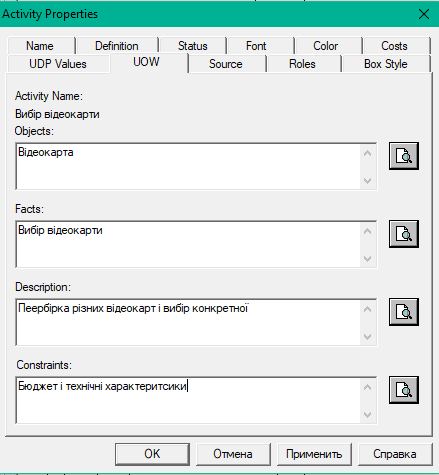 Activity Properties
Name Definition Status Font Color Costs
UDP Values UOW Source Roles Box Style
Activity Name:
Вибір відеокарти
Objects:
Відеокарта
Facts:
Вибір відеокарти
Description:
Пеербірка різних відеокарт і вибір конкретної
Constraints:
Бюджет і технічні характеритсики
OK Отмена Применить Справка